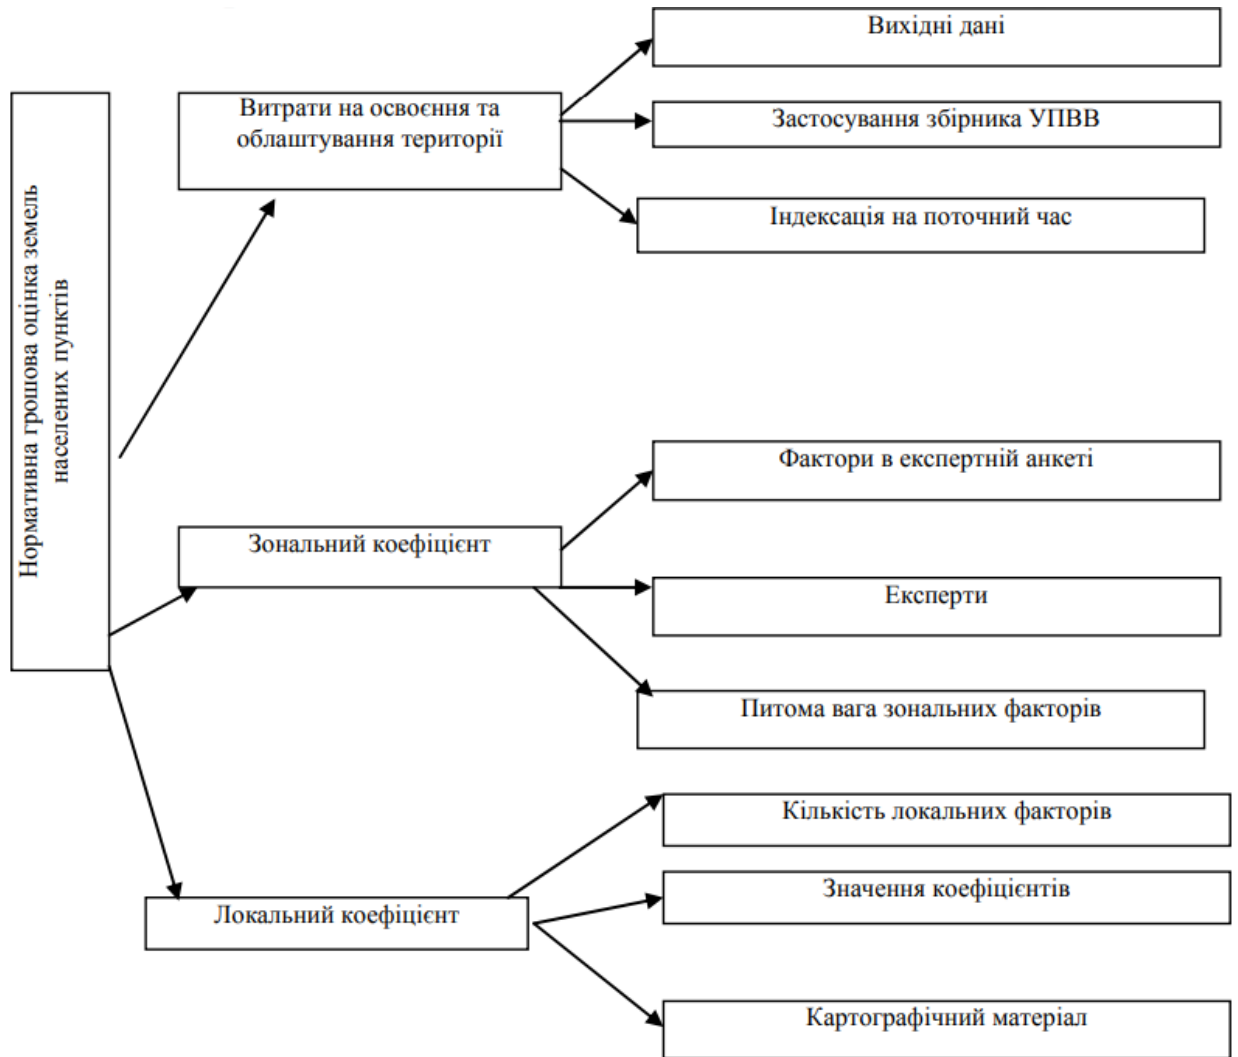 Нормативна грошова оцінка земель
населених пунктів
Витрати на освоєння та
облаштування території
Вихідні дані
Застосування збірника УПВВ
Індексація на поточний час
Зональний коефіцієнт
Фактори в експертній анкеті
Експерти
Питома вага зональних факторів
Локальний коефіцієнт
Кількість локальних факторів
Значення коефіцієнтів
Картографічний матеріал